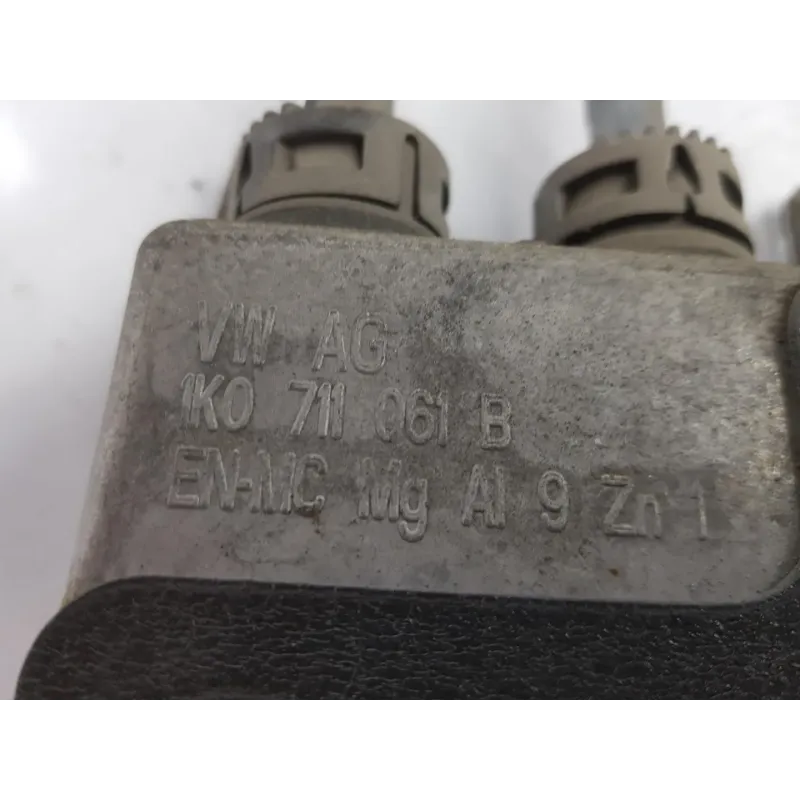 VW AG
1K0 711 061 B
EN-MC Mg Al 9 Zn 1